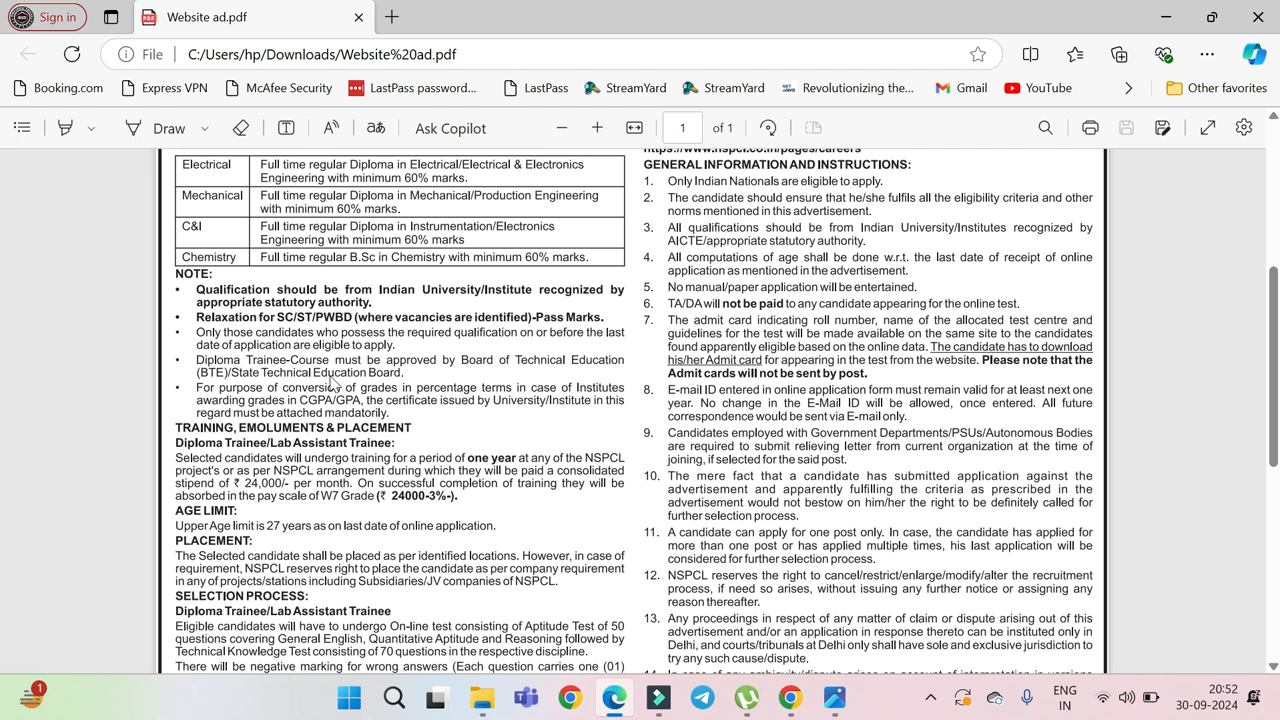 Sign in
Website ad.pdf
File
C:/Users/hp/Downloads/Website%20ad.pdf
Booking.com
Express VPN
McAfee Security
LastPass password...
LastPass
StreamYard
StreamYard
Revolutionizing the...
Gmail
YouTube
Other favorites
Draw
Ask Copilot
1
of 1
Electrical
Full time regular Diploma in Electrical/Electrical & Electronics
Engineering with minimum 60% marks.
Mechanical
Full time regular Diploma in Mechanical/Production Engineering
with minimum 60% marks.
C&I
Full time regular Diploma in Instrumentation/Electronics
Engineering with minimum 60% marks
Chemistry
Full time regular B.Sc in Chemistry with minimum 60% marks.
NOTE:
• Qualification should be from Indian University/Institute recognized by
appropriate statutory authority.
• Relaxation for SC/ST/PWBD (where vacancies are identified)-Pass Marks.
• Only those candidates who possess the required qualification on or before the last
date of application are eligible to apply.
• Diploma Trainee-Course must be approved by Board of Technical Education
(BTE)/State Technical Education Board.
• For purpose of conversion of grades in percentage terms in case of Institutes
awarding grades in CGPA/GPA, the certificate issued by University/Institute in this
regard must be attached mandatorily.
TRAINING, EMOLUMENTS & PLACEMENT
Diploma Trainee/Lab Assistant Trainee:
Selected candidates will undergo training for a period of one year at any of the NSPCL
project's or as per NSPCL arrangement during which they will be paid a consolidated
stipend of ₹ 24,000/- per month. On successful completion of training they will be
absorbed in the pay scale of W7 Grade (₹ 24000-3%-).
AGE LIMIT:
Upper Age limit is 27 years as on last date of online application.
PLACEMENT:
The Selected candidate shall be placed as per identified locations. However, in case of
requirement, NSPCL reserves right to place the candidate as per company requirement
in any of projects/stations including Subsidiaries/JV companies of NSPCL.
SELECTION PROCESS:
Diploma Trainee/Lab Assistant Trainee
Eligible candidates will have to undergo On-line test consisting of Aptitude Test of 50
questions covering General English, Quantitative Aptitude and Reasoning followed by
Technical Knowledge Test consisting of 70 questions in the respective discipline.
There will be negative marking for wrong answers (Each question carries one (01)
https://www.nspcl.co.in/pages/careers
GENERAL INFORMATION AND INSTRUCTIONS:
1. Only Indian Nationals are eligible to apply.
2. The candidate should ensure that he/she fulfils all the eligibility criteria and other
norms mentioned in this advertisement.
3. All qualifications should be from Indian University/Institutes recognized by
AICTE/appropriate statutory authority.
4. All computations of age shall be done w.r.t. the last date of receipt of online
application as mentioned in the advertisement.
5. No manual/paper application will be entertained.
6. TA/DA will not be paid to any candidate appearing for the online test.
7. The admit card indicating roll number, name of the allocated test centre and
guidelines for the test will be made available on the same site to the candidates
found apparently eligible based on the online data. The candidate has to download
his/her Admit card for appearing in the test from the website. Please note that the
Admit cards will not be sent by post.
8. E-mail ID entered in online application form must remain valid for at least next one
year. No change in the E-Mail ID will be allowed, once entered. All future
correspondence would be sent via E-mail only.
9. Candidates employed with Government Departments/PSUs/Autonomous Bodies
are required to submit relieving letter from current organization at the time of
joining, if selected for the said post.
10. The mere fact that a candidate has submitted application against the
advertisement and apparently fulfilling the criteria as prescribed in the
advertisement would not bestow on him/her the right to be definitely called for
further selection process.
11. A candidate can apply for one post only. In case, the candidate has applied for
more than one post or has applied multiple times, his last application will be
considered for further selection process.
12. NSPCL reserves the right to cancel/restrict/enlarge/modify/alter the recruitment
process, if need so arises, without issuing any further notice or assigning any
reason thereafter.
13. Any proceedings in respect of any matter of claim or dispute arising out of this
advertisement and/or an application in response thereto can be instituted only in
Delhi, and courts/tribunals at Delhi only shall have sole and exclusive jurisdiction to
try any such cause/dispute.
1
ENG
IN
20:52
30-09-2024